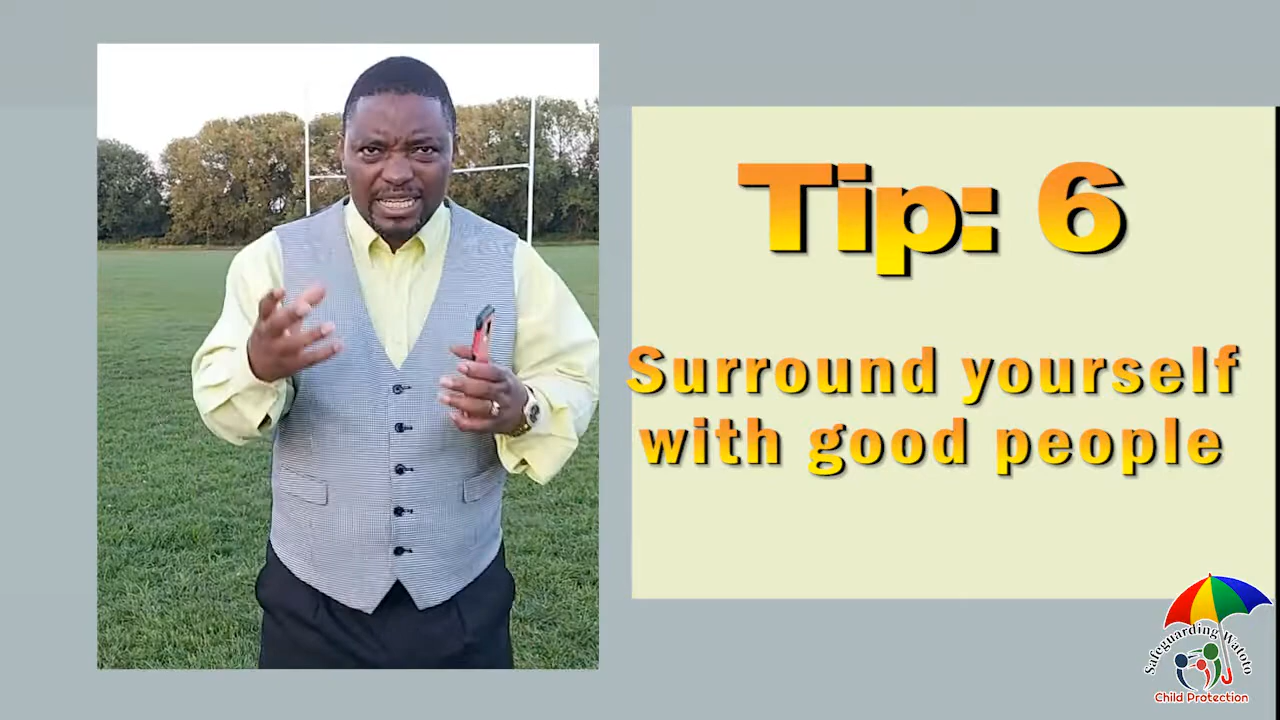 Tip: 6
Surround yourself
with good people
Safeguarding Watoto
Child Protection